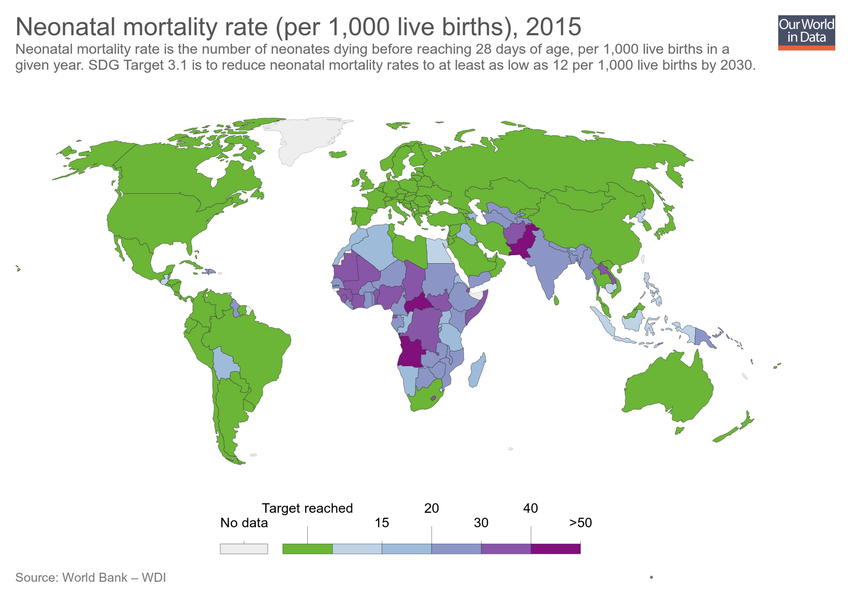 Neonatal mortality rate (per 1,000 live births), 2015
Our World
in Data
Neonatal mortality rate is the number of neonates dying before reaching 28 days of age, per 1,000 live births in a
given year. SDG Target 3.1 is to reduce neonatal mortality rates to at least as low as 12 per 1,000 live births by 2030.
Target reached 20 40
No data 15 30 >50
Source: World Bank – WDI